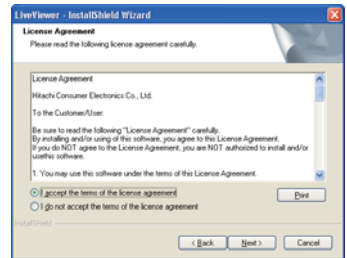 LiveViewer - InstallShield Wizard
License Agreement
Please read the following license agreement carefully.
License Agreement
Hitachi Consumer Electronics Co., Ltd.
To the Customer/User:
Be sure to read the following "License Agreement" carefully.
By installing and/or using of this software, you agree to this License Agreement.
If you do NOT agree to the License Agreement, you are NOT authorized to install and/or
usethis software.
1. You may use this software under the terms of this License Agreement.
I accept the terms of the license agreement
Print
I do not accept the terms of the license agreement
InstallShield
< Back Next > Cancel